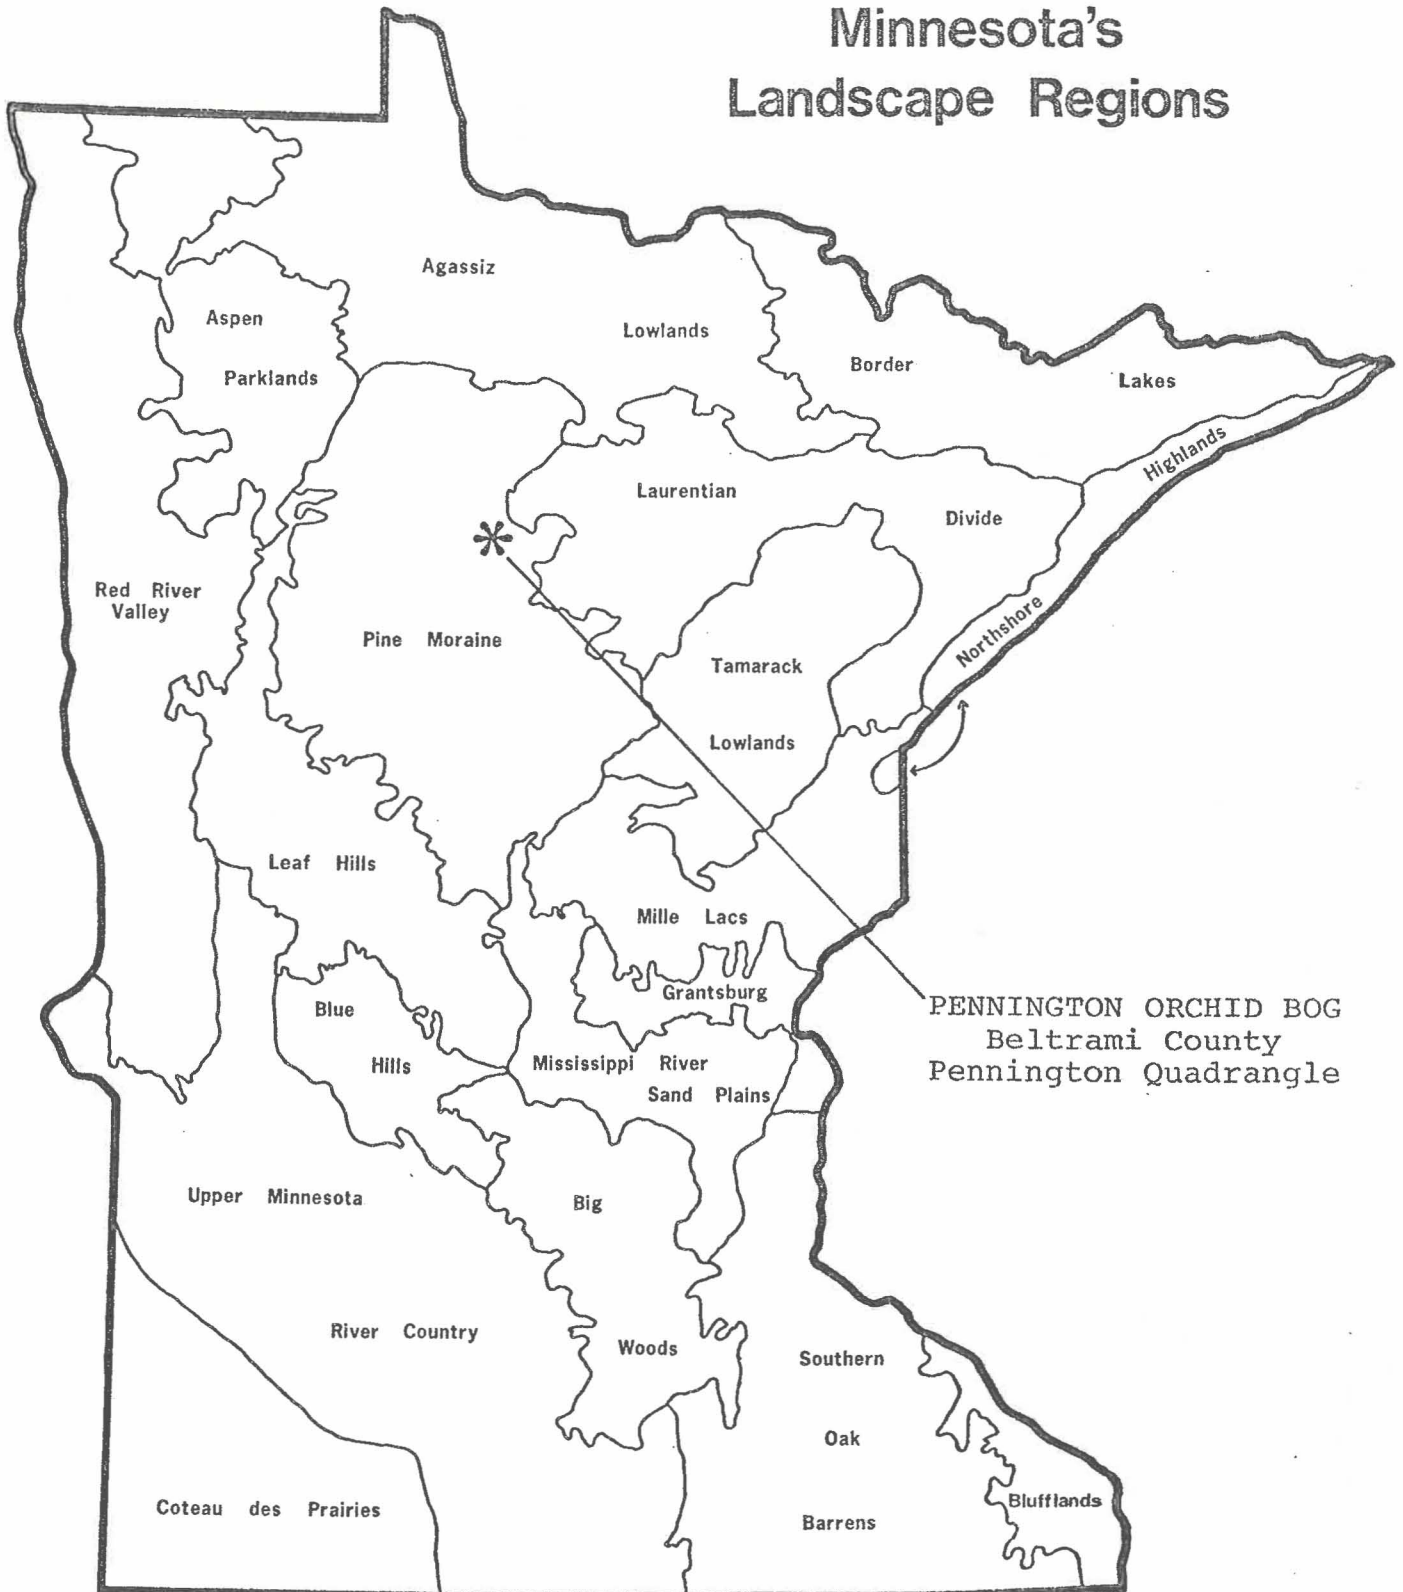 Minnesota's
Landscape Regions
Agassiz
Lowlands
Aspen
Parklands
Border
Lakes
Highlands
Laurentian
Divide
Red River
Valley
Northshore
Pine Moraine
Tamarack
Lowlands
Leaf Hills
Mille Lacs
Grantsburg
Blue
Hills
PENNINGTON ORCHID BOG
Beltrami County
Pennington Quadrangle
Mississippi River
Sand Plains
Upper Minnesota
Big
River Country
Woods
Southern
Oak
Barrens
Coteau des Prairies
Blufflands